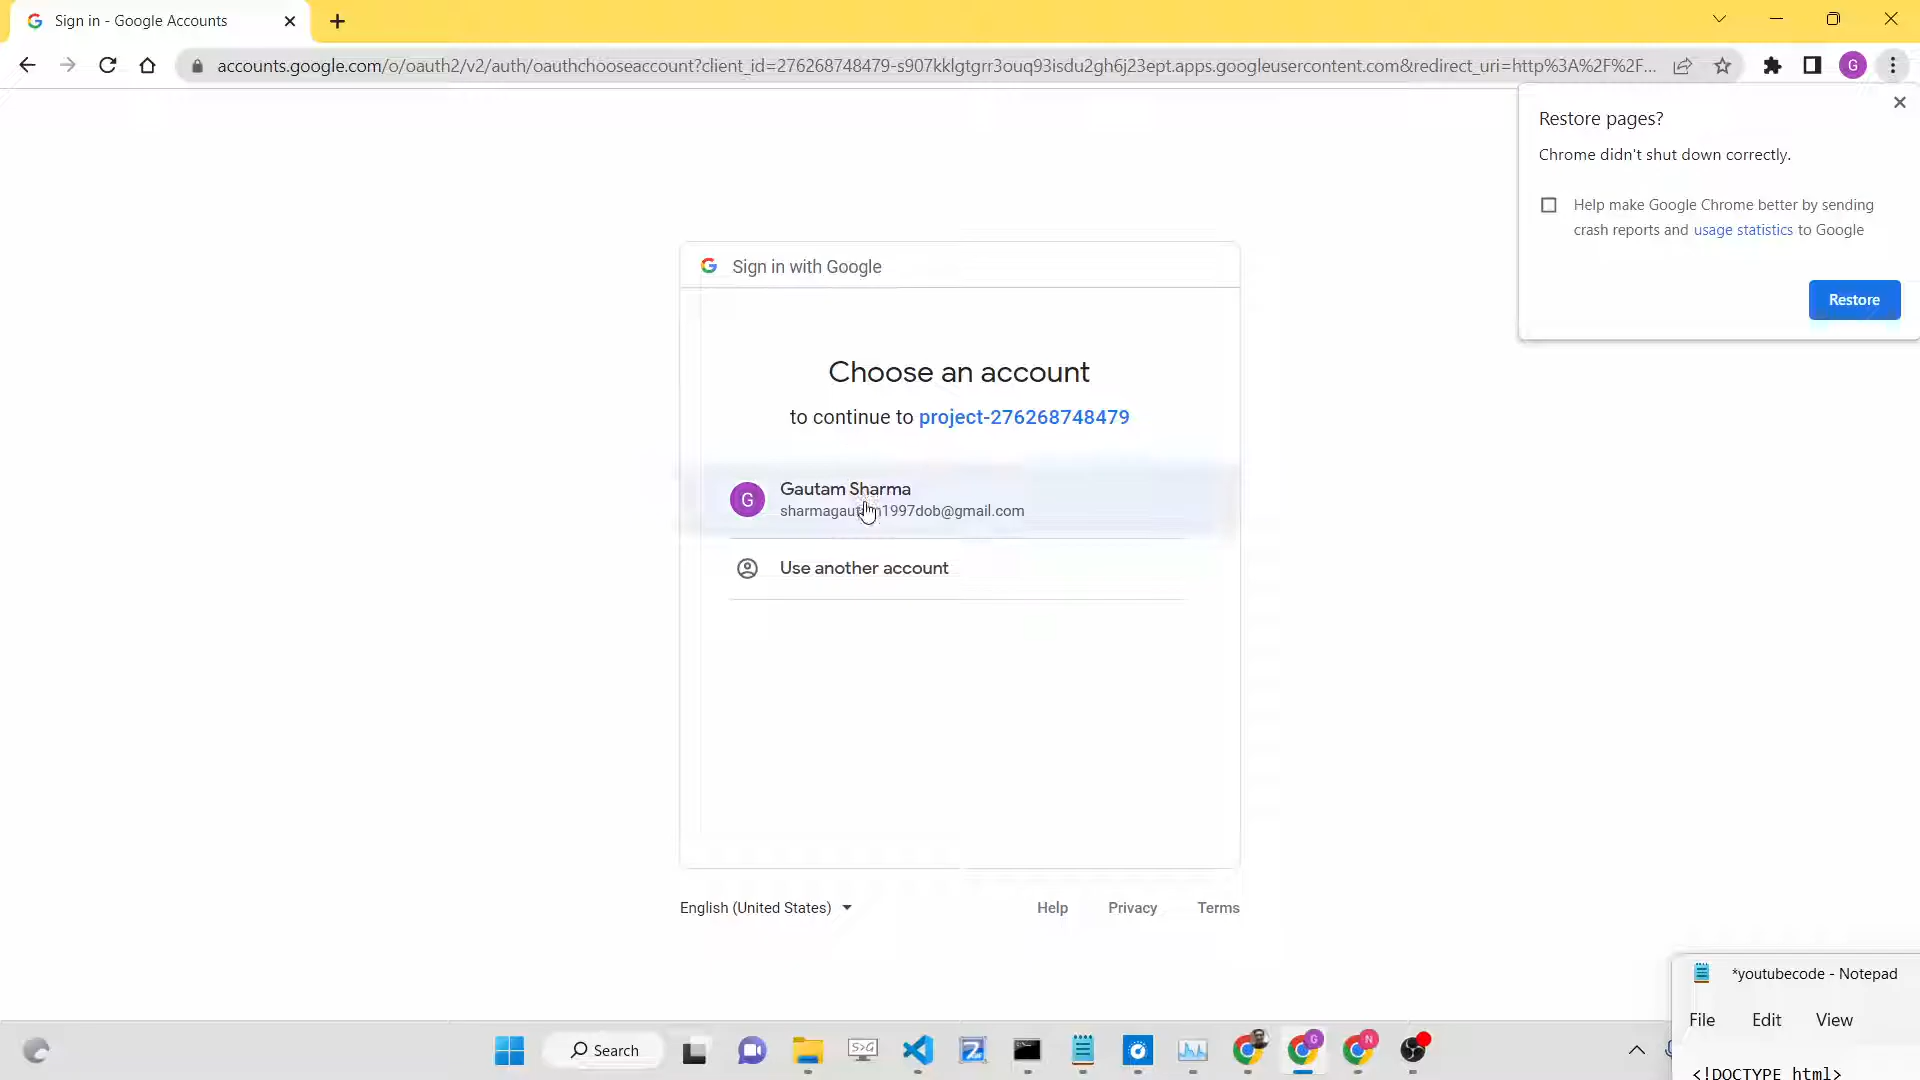 Sign in - Google Accounts
accounts.google.com/o/oauth2/v2/auth/oauthchooseaccount?client_id=276268748479-s907kklgtgrr3ouq93isdu2gh6j23ept.apps.googleusercontent.com&redirect_uri=http%3A%2F%2F...
G
Restore pages?
Chrome didn't shut down correctly.
Help make Google Chrome better by sending
crash reports and usage statistics to Google
Restore
Sign in with Google
Choose an account
to continue to project-276268748479
G
Gautam Sharma
sharmagautam1997dob@gmail.com
Use another account
English (United States)
Help Privacy Terms
*youtubecode - Notepad
File Edit View
<!DOCTYPE html>
Search
S>G
G
N